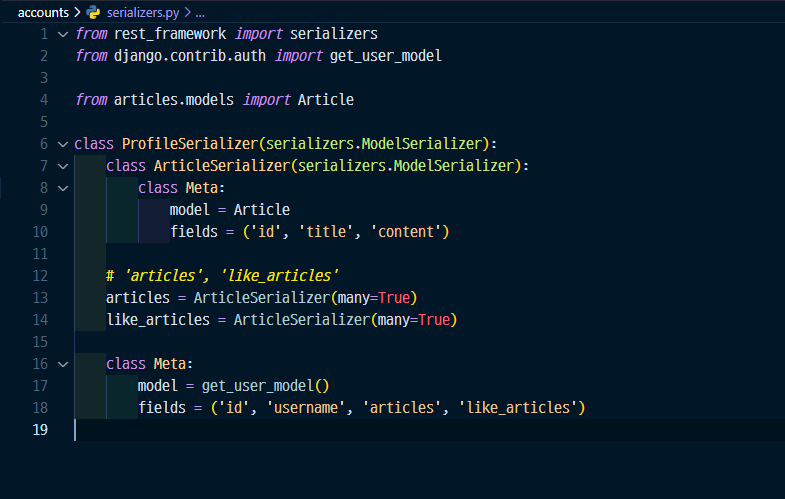 accounts > serializers.py > ...
1 from rest_framework import serializers
2 from django.contrib.auth import get_user_model
3
4 from articles.models import Article
5
6 class ProfileSerializer(serializers.ModelSerializer):
7     class ArticleSerializer(serializers.ModelSerializer):
8         class Meta:
9             model = Article
10             fields = ('id', 'title', 'content')
11
12     # 'articles', 'like_articles'
13     articles = ArticleSerializer(many=True)
14     like_articles = ArticleSerializer(many=True)
15
16     class Meta:
17         model = get_user_model()
18         fields = ('id', 'username', 'articles', 'like_articles')
19